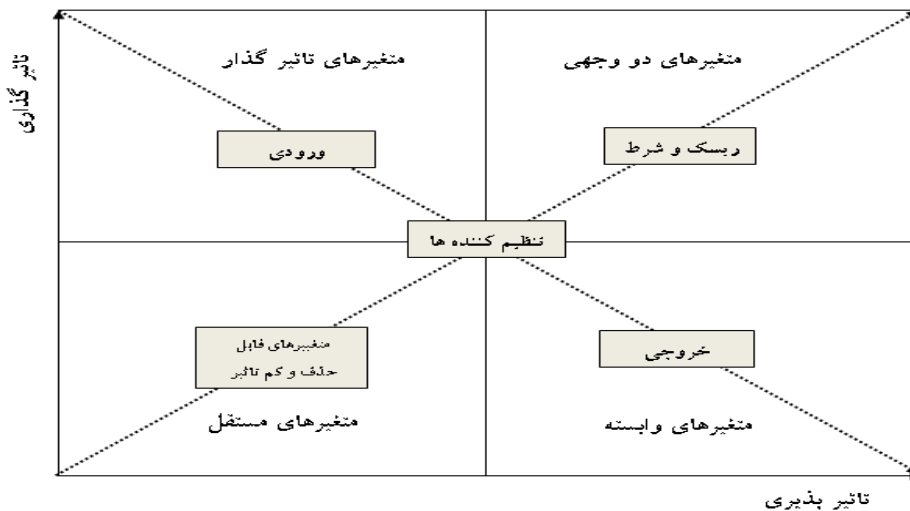 تاثیر گذاری
متغیرهای دو وجهی
متغیرهای تاثیر گذار
ریسک و شرط
ورودی
تنظیم کننده ها
خروجی
متغییرهای قابل
حذف و کم تاثیر
متغیرهای وابسته
متغیرهای مستقل
تاثیر پذیری